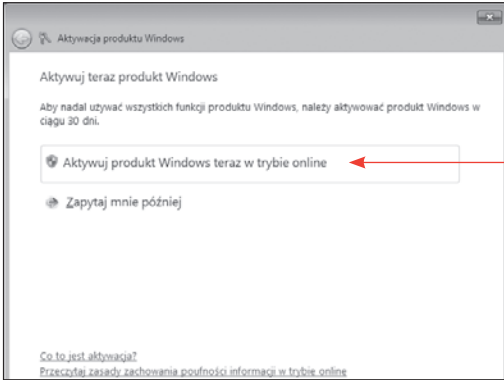 Aktywacja produktu Windows
Aktywuj teraz produkt Windows
Aby nadal używać wszystkich funkcji produktu Windows, należy aktywować produkt Windows w
ciągu 30 dni.
Aktywuj produkt Windows teraz w trybie online
Zapytaj mnie później
Co to jest aktywacja?
Przeczytaj zasady zachowania poufności informacji w trybie online